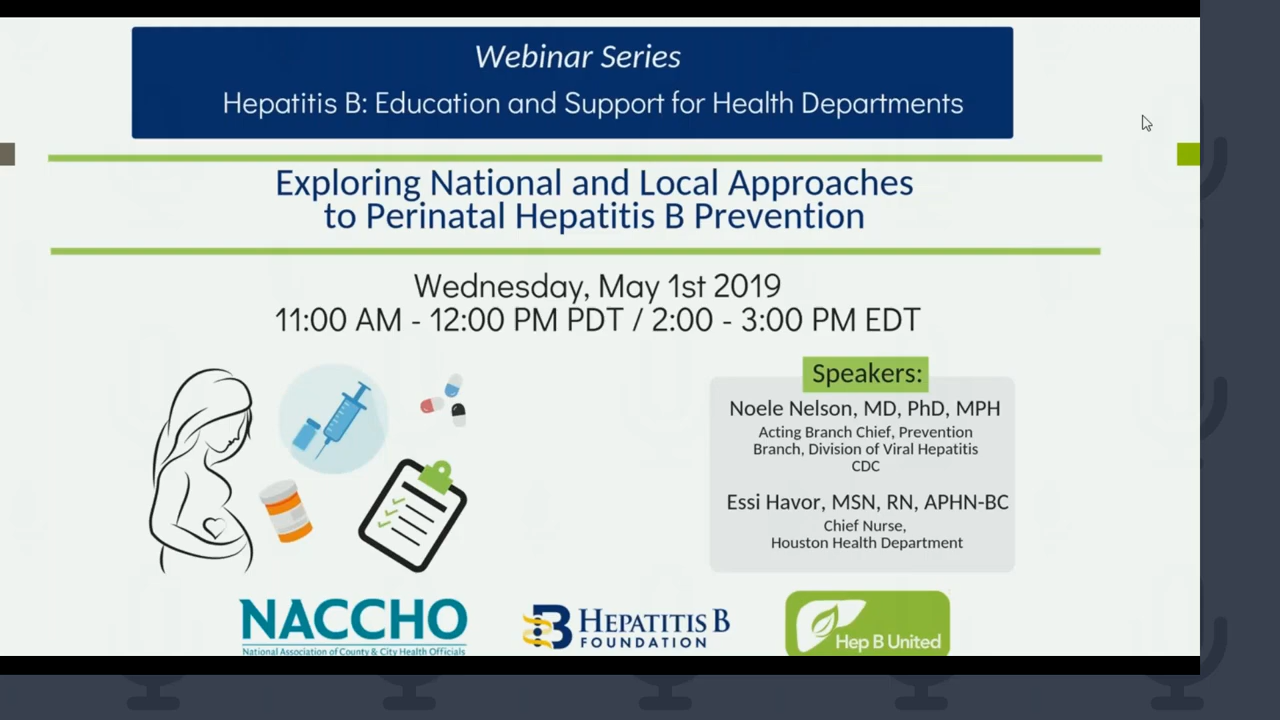 Webinar Series
Hepatitis B: Education and Support for Health Departments
Exploring National and Local Approaches
to Perinatal Hepatitis B Prevention
Wednesday, May 1st 2019
11:00 AM - 12:00 PM PDT / 2:00 - 3:00 PM EDT
Speakers:
Noele Nelson, MD, PhD, MPH
Acting Branch Chief, Prevention
Branch, Division of Viral Hepatitis
CDC
Essi Havor, MSN, RN, APHN-BC
Chief Nurse,
Houston Health Department
NACCHO
National Association of County & City Health Officials
B HEPATITIS B
FOUNDATION
Hep B United